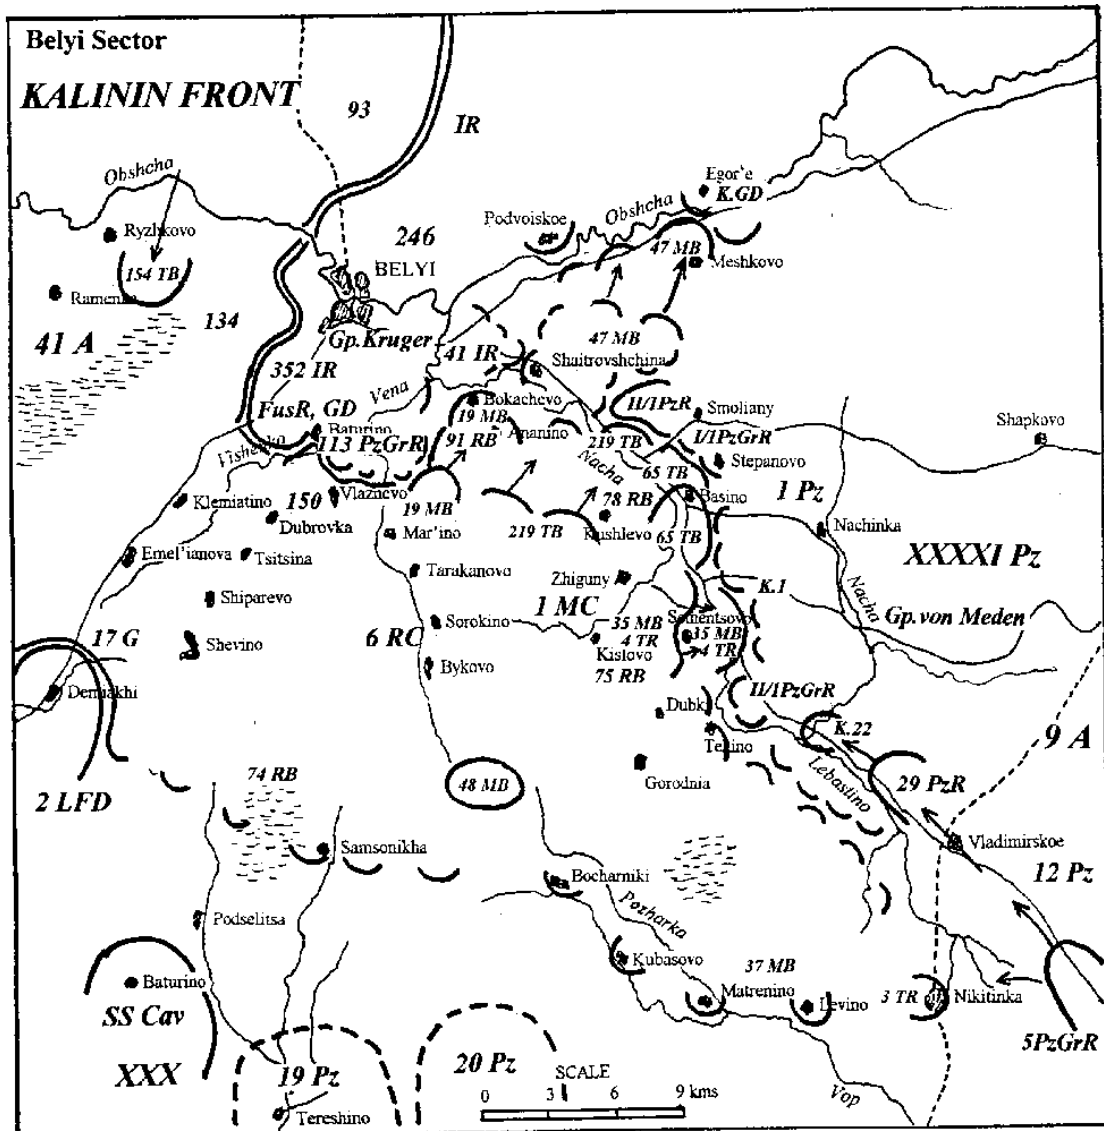 Belyi Sector
KALININ FRONT
93
IR
Obshcha
Egor'e
K.GD
Ryzhkovo
Podvoiskoe
Obshcha
154 TB
246
BELYI
47 MB
Meshkovo
41 A
134
Gp.Kruger
47 MB
352 IR
41 IR
Shaitrovshchina
Vena
FusR, GD
Bokachevo
II/1PzR
Smoliany
Shapkovo
Baturino
19 MB
Ananino
113 PzGrR
91 RB
219 TB
I/1PzGrR
Vishenka
Nacha
65 TB
Stepanovo
Klemiatino
150
Vlaznevo
78 RB
Basino
1 Pz
Dubrovka
19 MB
219 TB
Kushlevo
65 TB
Nachinka
Mar'ino
Emel'ianova
Tsitsina
XXXXI Pz
Tarakanovo
Zhiguny
K.1
Nacha
Shiparevo
1 MC
Gp.von Meden
Sorokino
35 MB
Sementsovo
17 G
6 RC
4 TR
35 MB
Shevino
Kislovo
4 TR
Bykovo
75 RB
Demiakhi
II/1PzGrR
Dubki
K.22
9 A
Tesino
74 RB
Gorodnia
Lebastino
2 LFD
48 MB
29 PzR
Samsonikha
Vladimirskoe
Bocharniki
12 Pz
Podselitsa
Pozharka
Kubasovo
Baturino
37 MB
SS Cav
Matrenino
Levino
3 TR
Nikitinka
5PzGrR
XXX
19 Pz
20 Pz
SCALE
0 3 6 9 kms
Vop
Tereshino